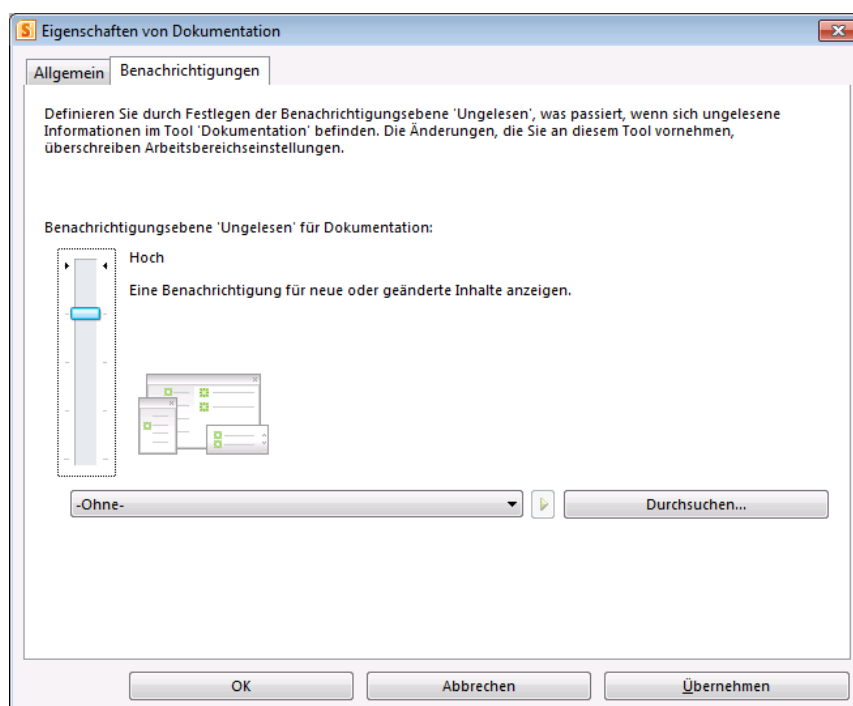 Eigenschaften von Dokumentation
Allgemein
Benachrichtigungen
Definieren Sie durch Festlegen der Benachrichtigungsebene 'Ungelesen', was passiert, wenn sich ungelesene
Informationen im Tool 'Dokumentation' befinden. Die Änderungen, die Sie an diesem Tool vornehmen,
überschreiben Arbeitsbereichseinstellungen.
Benachrichtigungsebene 'Ungelesen' für Dokumentation:
Hoch
Eine Benachrichtigung für neue oder geänderte Inhalte anzeigen.
-Ohne-
Durchsuchen...
OK
Abbrechen
Übernehmen